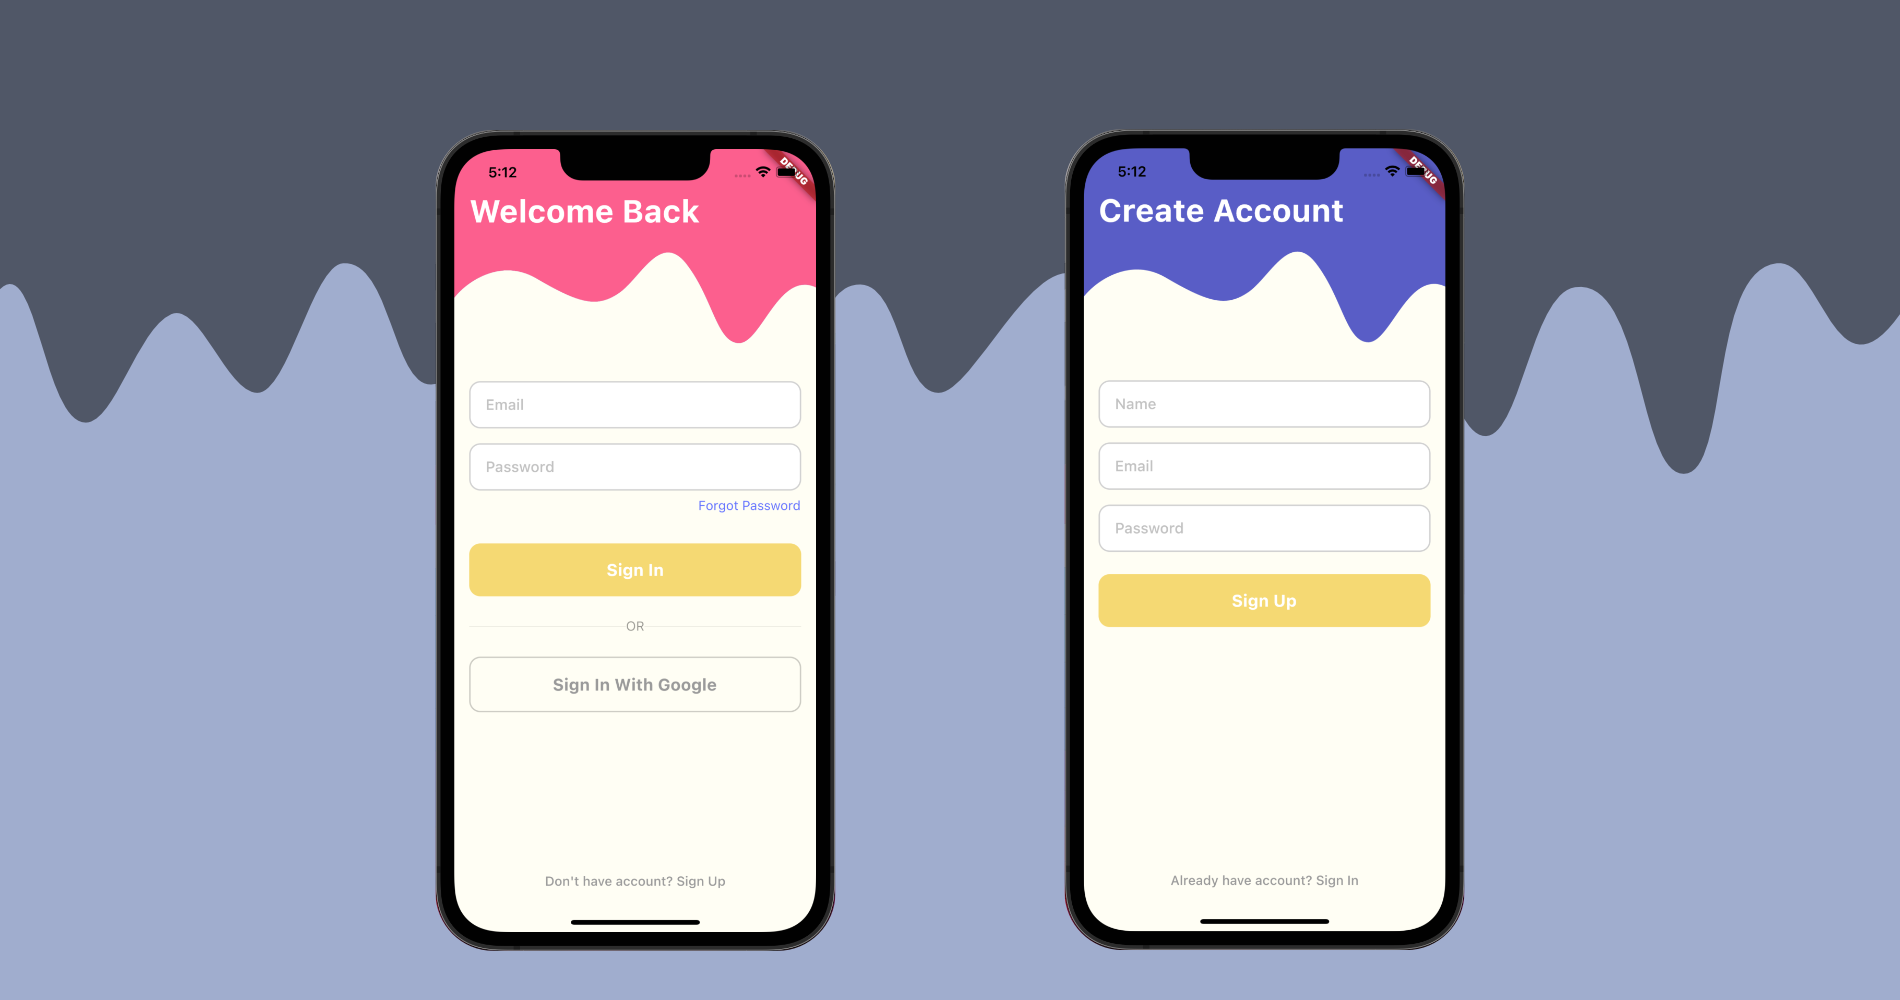 5:12
DEBUG
Welcome Back
Email
Password
Forgot Password
Sign In
OR
Sign In With Google
Don't have account? Sign Up
5:12
DEBUG
Create Account
Name
Email
Password
Sign Up
Already have account? Sign In